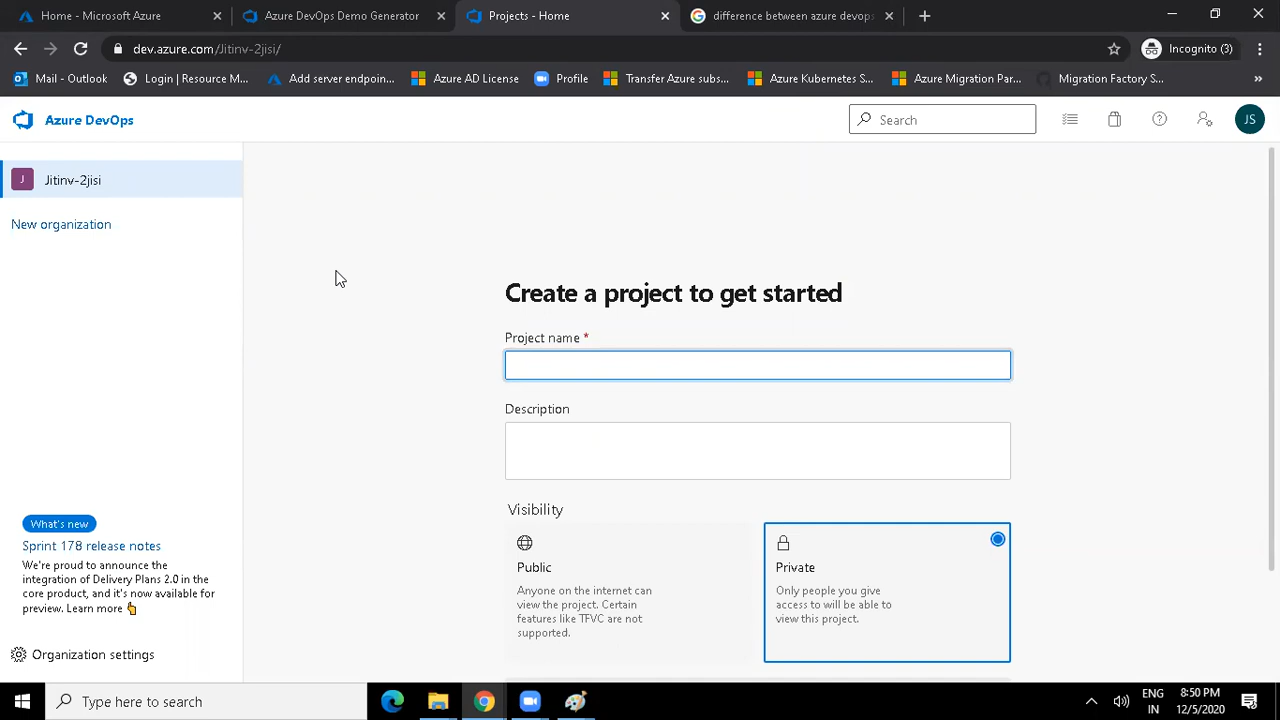 Home - Microsoft Azure
Azure DevOps Demo Generator
Projects - Home
difference between azure devops
dev.azure.com/Jitinv-2jisi/
Incognito (3)
Mail - Outlook
Login | Resource M...
Add server endpoin...
Azure AD License
Profile
Transfer Azure subs...
Azure Kubernetes S...
Azure Migration Par...
Migration Factory S...
Azure DevOps
Search
JS
J
Jitinv-2jisi
New organization
Create a project to get started
Project name *
Description
Visibility
Public
Anyone on the internet can
view the project. Certain
features like TFVC are not
supported.
Private
Only people you give
access to will be able to
view this project.
What's new
Sprint 178 release notes
We're proud to announce the
integration of Delivery Plans 2.0 in the
core product, and it's now available for
preview. Learn more 👆
Organization settings
Type here to search
ENG
IN
8:50 PM
12/5/2020